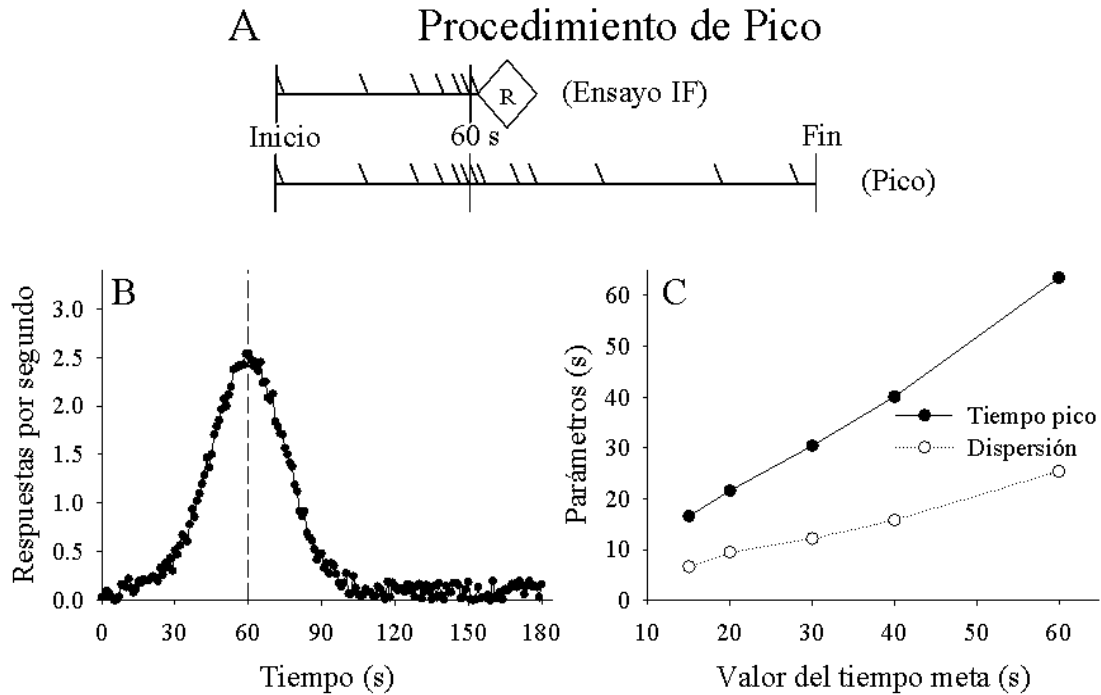 A
Procedimiento de Pico
R
(Ensayo IF)
Inicio
60 s
Fin
(Pico)
B
Respuestas por segundo
3.0
2.5
2.0
1.5
1.0
0.5
0.0
0 30 60 90 120 150 180
Tiempo (s)
C
Parámetros (s)
60
50
40
30
20
10
0
Tiempo pico
Dispersión
10 20 30 40 50 60
Valor del tiempo meta (s)